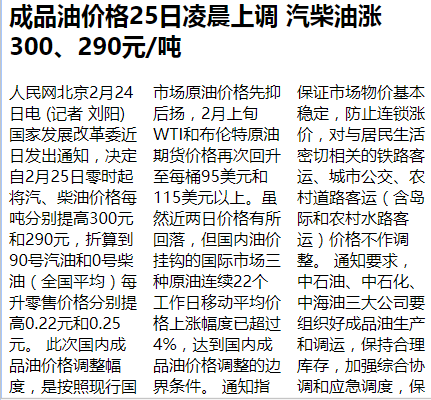 成品油价格25日凌晨上调 汽柴油涨
300、290元/吨
人民网北京2月24
日电 (记者 刘阳)
国家发展改革委近
日发出通知，决定
自2月25日零时起
将汽、柴油价格每
吨分别提高300元
和290元，折算到
90号汽油和0号柴
油（全国平均）每
升零售价格分别提
高0.22元和0.25
元。 此次国内成
品油价格调整幅
度，是按照现行国
市场原油价格先抑
后扬，2月上旬
WTI和布伦特原油
期货价格再次回升
至每桶95美元和
115美元以上。虽
然近两日价格有所
回落，但国内油价
挂钩的国际市场三
种原油连续22个
工作日移动平均价
格上涨幅度已超过
4%，达到国内成
品油价格调整的边
界条件。 通知指
保证市场物价基本
稳定，防止连锁涨
价，对与居民生活
密切相关的铁路客
运、城市公交、农
村道路客运（含岛
际和农村水路客
运）价格不作调
整。 通知要求，
中石油、中石化、
中海油三大公司要
组织好成品油生产
和调运，保持合理
库存，加强综合协
调和应急调度，保